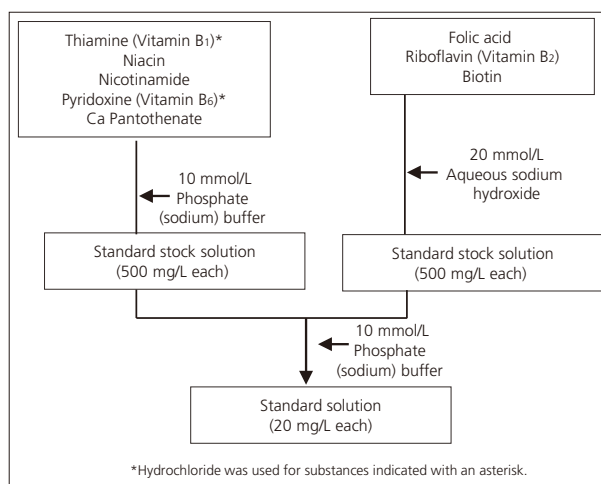 Thiamine (Vitamin B1)*
Niacin
Nicotinamide
Pyridoxine (Vitamin B6)*
Ca Pantothenate
Folic acid
Riboflavin (Vitamin B2)
Biotin
10 mmol/L
Phosphate
(sodium) buffer
20 mmol/L
Aqueous sodium
hydroxide
Standard stock solution
(500 mg/L each)
Standard stock solution
(500 mg/L each)
10 mmol/L
Phosphate
(sodium) buffer
Standard solution
(20 mg/L each)
*Hydrochloride was used for substances indicated with an asterisk.